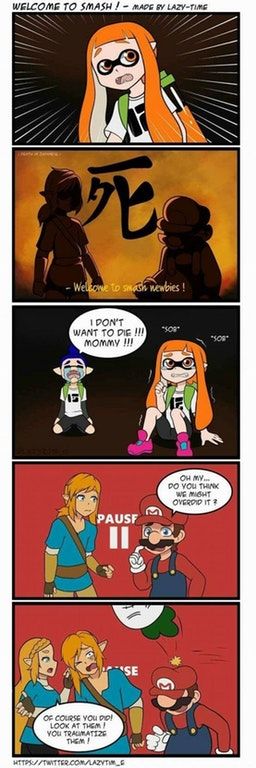 WELCOME TO SMASH ! - MADE BY LAZY-TIME
死
- Welcome to smash newbies !
I DON'T
WANT TO DIE !!!
MOMMY !!!
"SOB"
"SOB"
OH MY...
DO YOU THINK
WE MIGHT
OVERDID IT ?
PAUSE
OF COURSE YOU DID!
LOOK AT THEM !
YOU TRAUMATIZE
THEM !
HTTPS://TWITTER.COM/LAZYTIM_E